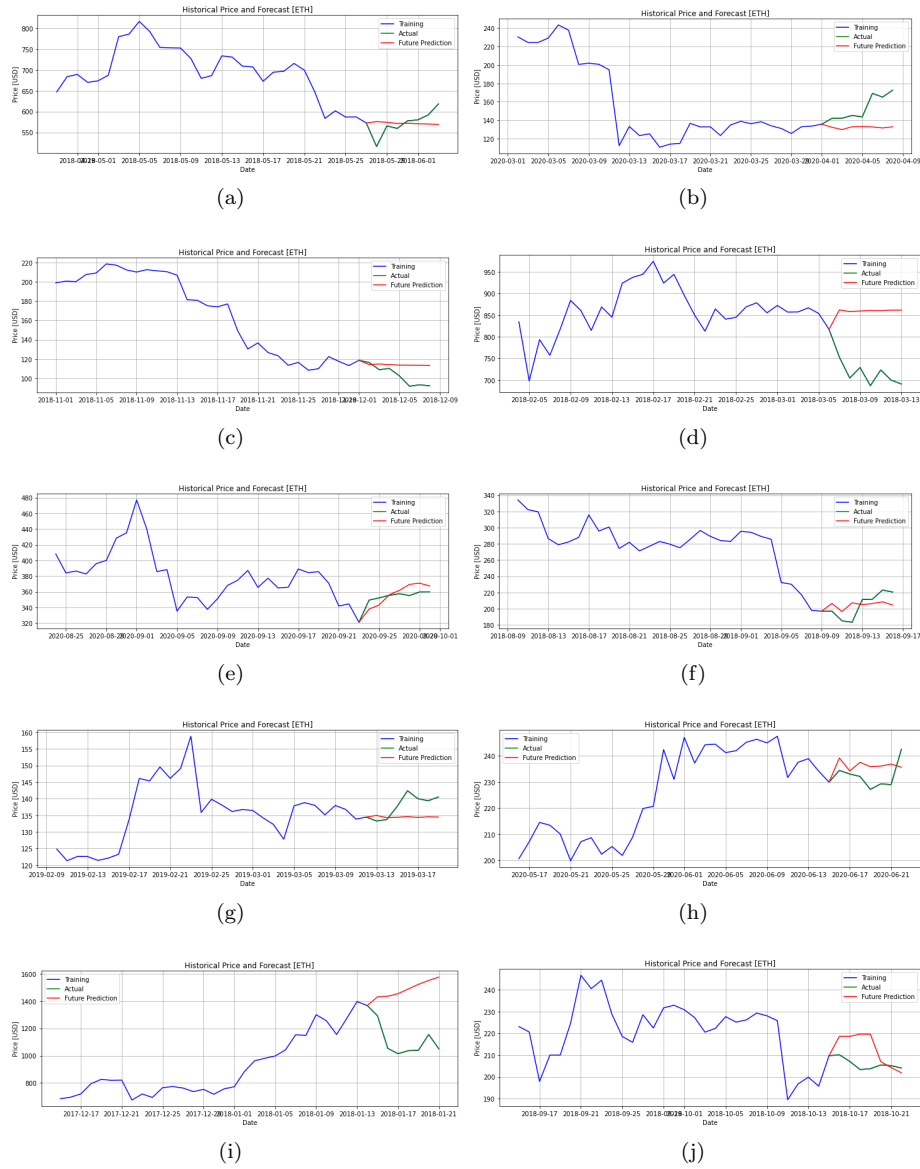 Historical Price and Forecast [ETH]
Training
Actual
Future Prediction
Price [USD]
800
750
700
650
600
550
2018-05-01
2018-05-05
2018-05-09
2018-05-13
2018-05-17
2018-05-21
2018-05-25
2018-06-01
Date
(a)
Historical Price and Forecast [ETH]
Training
Actual
Future Prediction
Price [USD]
240
220
200
180
160
140
120
2020-03-01
2020-03-05
2020-03-09
2020-03-13
2020-03-17
2020-03-21
2020-03-25
2020-04-01
2020-04-05
2020-04-09
Date
(b)
Historical Price and Forecast [ETH]
Training
Actual
Future Prediction
Price [USD]
220
200
180
160
140
120
100
2018-11-01
2018-11-05
2018-11-09
2018-11-13
2018-11-17
2018-11-21
2018-11-25
2018-12-01
2018-12-05
2018-12-09
Date
(c)
Historical Price and Forecast [ETH]
Training
Actual
Future Prediction
Price [USD]
950
900
850
800
750
700
2018-02-05
2018-02-09
2018-02-13
2018-02-17
2018-02-21
2018-02-25
2018-03-01
2018-03-05
2018-03-09
2018-03-13
Date
(d)
Historical Price and Forecast [ETH]
Training
Actual
Future Prediction
Price [USD]
480
460
440
420
400
380
360
340
320
2020-08-25
2020-09-01
2020-09-05
2020-09-09
2020-09-13
2020-09-17
2020-09-21
2020-09-25
2020-10-01
Date
(e)
Historical Price and Forecast [ETH]
Training
Actual
Future Prediction
Price [USD]
340
320
300
280
260
240
220
200
180
2018-08-09
2018-08-13
2018-08-17
2018-08-21
2018-08-25
2018-09-01
2018-09-05
2018-09-09
2018-09-13
2018-09-17
Date
(f)
Historical Price and Forecast [ETH]
Training
Actual
Future Prediction
Price [USD]
160
155
150
145
140
135
130
125
120
2019-02-09
2019-02-13
2019-02-17
2019-02-21
2019-02-25
2019-03-01
2019-03-05
2019-03-09
2019-03-13
2019-03-17
Date
(g)
Historical Price and Forecast [ETH]
Training
Actual
Future Prediction
Price [USD]
240
230
220
210
200
2020-05-17
2020-05-21
2020-05-25
2020-06-01
2020-06-05
2020-06-09
2020-06-13
2020-06-17
2020-06-21
Date
(h)
Historical Price and Forecast [ETH]
Training
Actual
Future Prediction
Price [USD]
1600
1400
1200
1000
800
2017-12-17
2017-12-21
2017-12-25
2018-01-01
2018-01-05
2018-01-09
2018-01-13
2018-01-17
2018-01-21
Date
(i)
Historical Price and Forecast [ETH]
Training
Actual
Future Prediction
Price [USD]
240
230
220
210
200
190
2018-09-17
2018-09-21
2018-09-25
2018-10-01
2018-10-05
2018-10-09
2018-10-13
2018-10-17
2018-10-21
Date
(j)